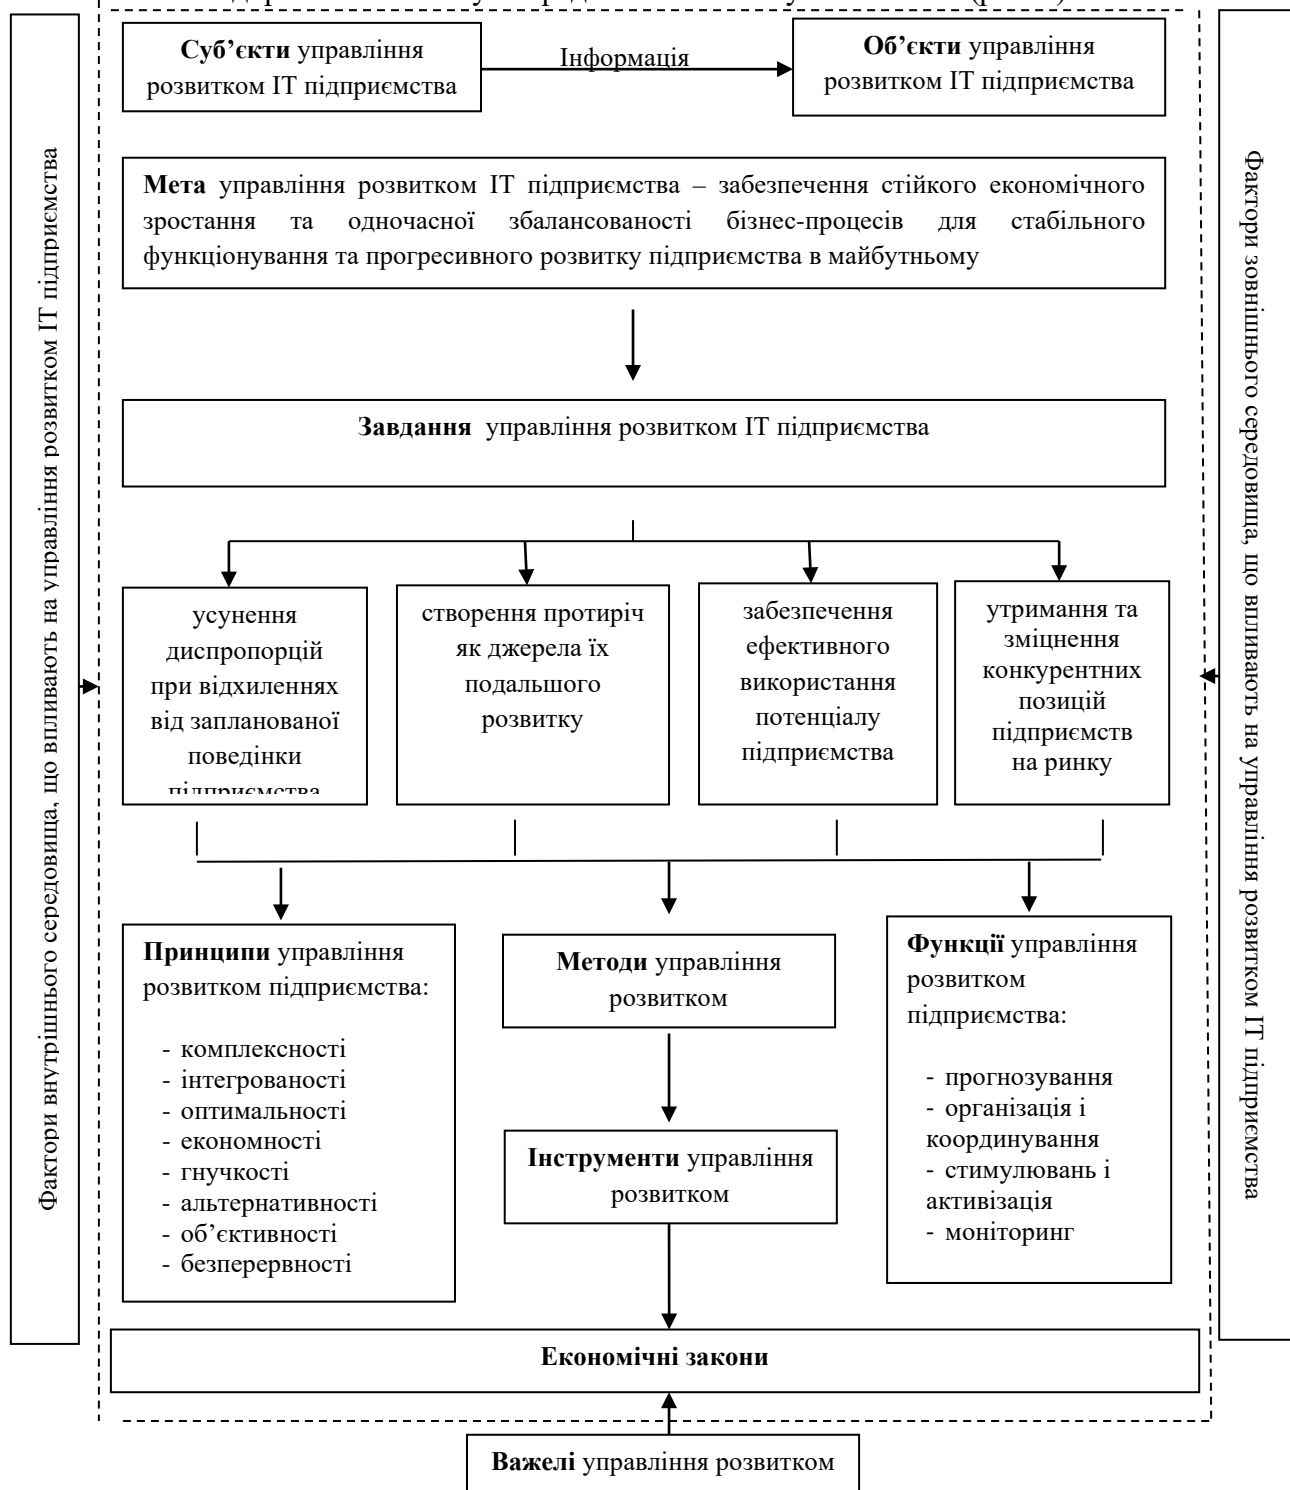 Суб’єкти управління
розвитком ІТ підприємства
Інформація
Об’єкти управління
розвитком ІТ підприємства
Мета управління розвитком ІТ підприємства – забезпечення стійкого економічного
зростання та одночасної збалансованості бізнес-процесів для стабільного
функціонування та прогресивного розвитку підприємства в майбутньому
Завдання управління розвитком ІТ підприємства
усунення
диспропорцій
при відхиленнях
від запланованої
поведінки
підприємства
створення протиріч
як джерела їх
подальшого
розвитку
забезпечення
ефективного
використання
потенціалу
підприємства
утримання та
зміцнення
конкурентних
позицій
підприємств
на ринку
Принципи управління
розвитком підприємства:
- комплексності
- інтегрованості
- оптимальності
- економності
- гнучкості
- альтернативності
- об’єктивності
- безперервності
Методи управління
розвитком
Інструменти управління
розвитком
Функції управління
розвитком
підприємства:
- прогнозування
- організація і
координування
- стимулювань і
активізація
- моніторинг
Економічні закони
Важелі управління розвитком
Фактори внутрішнього середовища, що впливають на управління розвитком ІТ підприємства
Фактори зовнішнього середовища, що впливають на управління розвитком ІТ підприємства